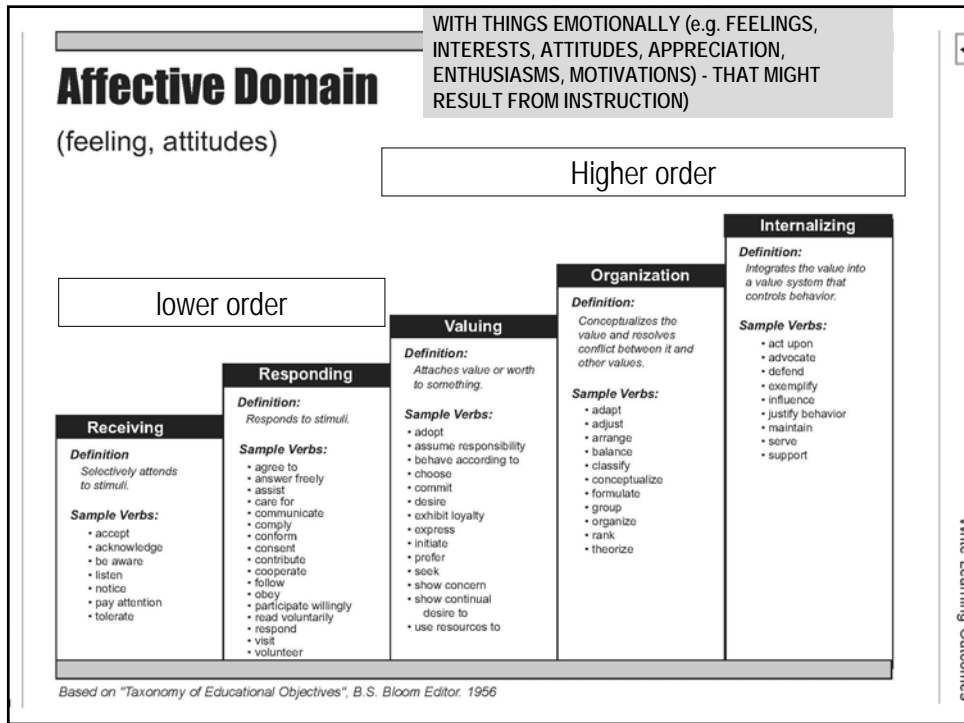 WITH THINGS EMOTIONALLY (e.g. FEELINGS,
INTERESTS, ATTITUDES, APPRECIATION,
ENTHUSIASMS, MOTIVATIONS) - THAT MIGHT
RESULT FROM INSTRUCTION)
Affective Domain
(feeling, attitudes)
Higher order
lower order
Receiving
Definition
Selectively attends
to stimuli.
Sample Verbs:
• accept
• acknowledge
• be aware
• listen
• notice
• pay attention
• tolerate
Responding
Definition:
Responds to stimuli.
Sample Verbs:
• agree to
• answer freely
• assist
• care for
• communicate
• comply
• conform
• consent
• contribute
• cooperate
• follow
• obey
• participate willingly
• read voluntarily
• respond
• visit
• volunteer
Valuing
Definition:
Attaches value or worth
to something.
Sample Verbs:
• adopt
• assume responsibility
• behave according to
• choose
• commit
• desire
• exhibit loyalty
• express
• initiate
• prefer
• seek
• show concern
• show continual
desire to
• use resources to
Organization
Definition:
Conceptualizes the
value and resolves
conflict between it and
other values.
Sample Verbs:
• adapt
• adjust
• arrange
• balance
• classify
• conceptualize
• formulate
• group
• organize
• rank
• theorize
Internalizing
Definition:
Integrates the value into
a value system that
controls behavior.
Sample Verbs:
• act upon
• advocate
• defend
• exemplify
• influence
• justify behavior
• maintain
• serve
• support
Based on "Taxonomy of Educational Objectives", B.S. Bloom Editor. 1956
Learning Outcomes